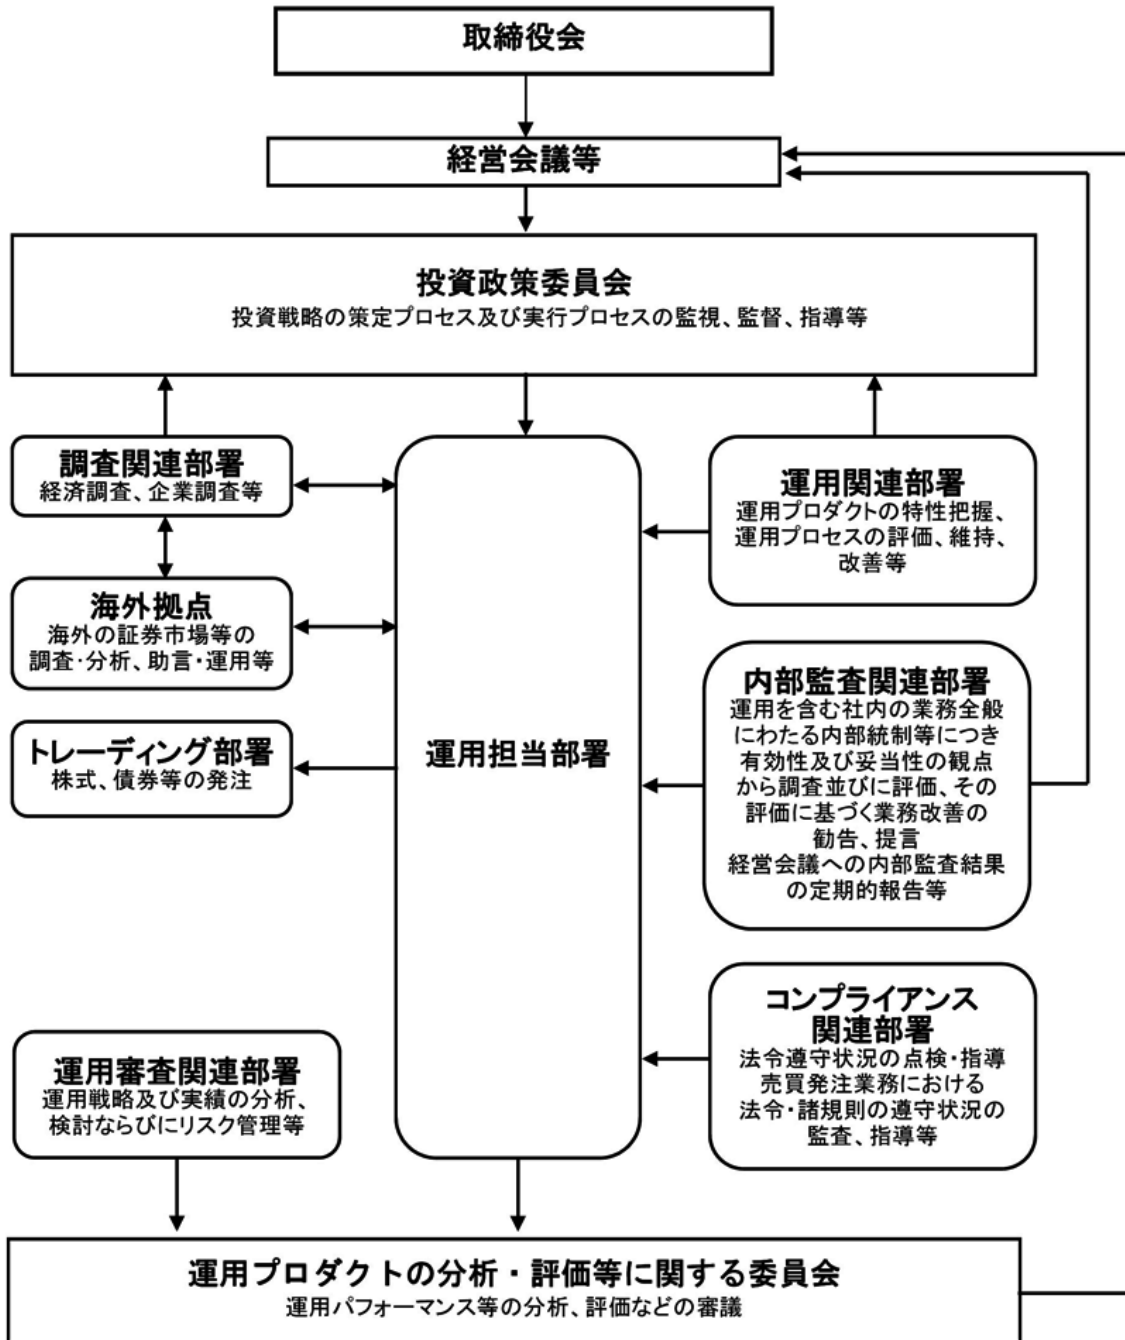 取締役会
経営会議等
投資政策委員会
投資戦略の策定プロセス及び実行プロセスの監視、監督、指導等
調査関連部署
経済調査、企業調査等
海外拠点
海外の証券市場等の
調査・分析、助言・運用等
トレーディング部署
株式、債券等の発注
運用担当部署
運用関連部署
運用プロダクトの特性把握、
運用プロセスの評価、維持、
改善等
内部監査関連部署
運用を含む社内の業務全般
にわたる内部統制等につき
有効性及び妥当性の観点
から調査並びに評価、その
評価に基づく業務改善の
勧告、提言
経営会議への内部監査結果
の定期的報告等
コンプライアンス
関連部署
法令遵守状況の点検・指導
売買発注業務における
法令・諸規則の遵守状況の
監査、指導等
運用審査関連部署
運用戦略及び実績の分析、
検討ならびにリスク管理等
運用プロダクトの分析・評価等に関する委員会
運用パフォーマンス等の分析、評価などの審議